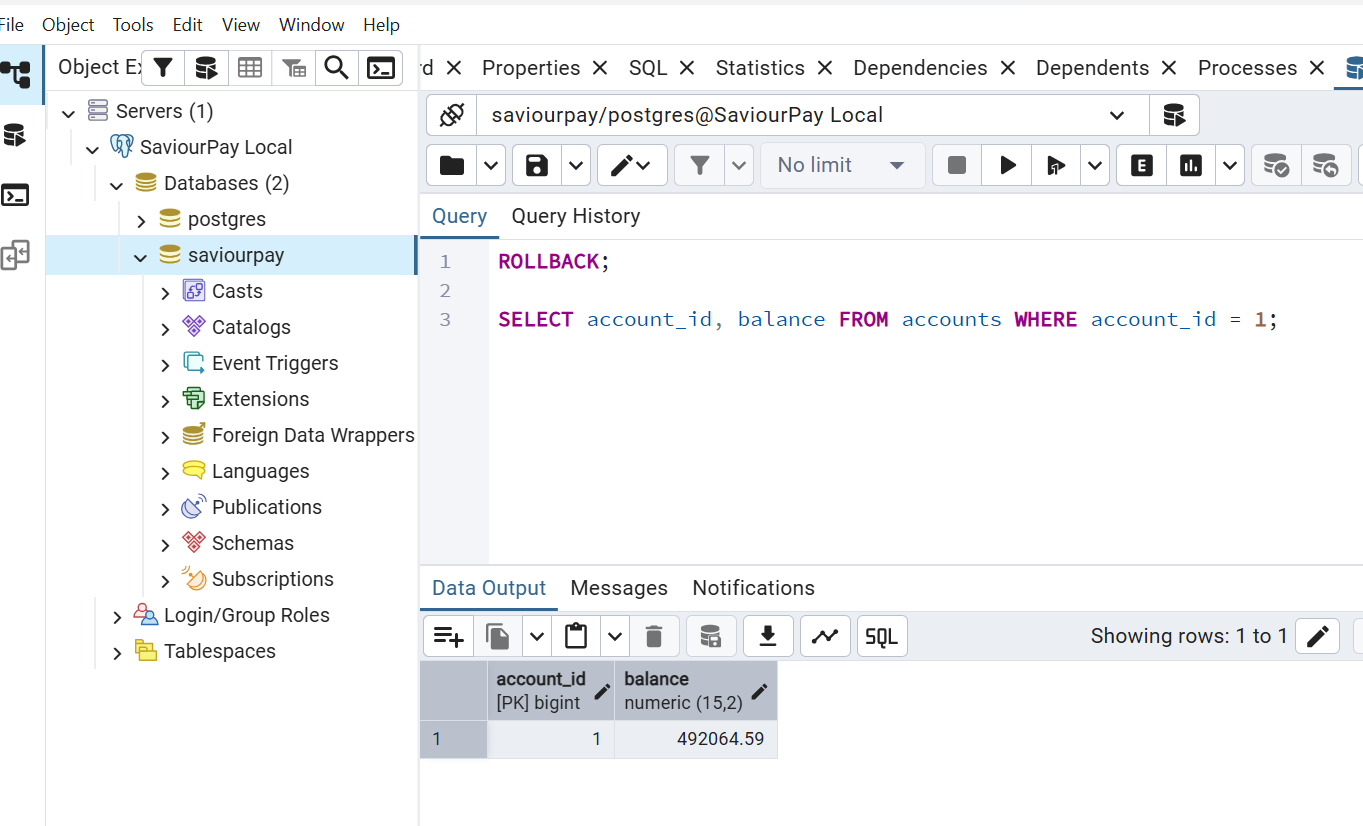 File Object Tools Edit View Window Help
Object Ex
Servers (1)
SaviourPay Local
Databases (2)
postgres
saviourpay
Casts
Catalogs
Event Triggers
Extensions
Foreign Data Wrappers
Languages
Publications
Schemas
Subscriptions
Login/Group Roles
Tablespaces
rd Properties SQL Statistics Dependencies Dependents Processes
saviourpay/postgres@SaviourPay Local
No limit
E
Query Query History
1 ROLLBACK;
2
3 SELECT account_id, balance FROM accounts WHERE account_id = 1;
Data Output Messages Notifications
SQL Showing rows: 1 to 1
account_id balance
[PK] bigint numeric (15,2)
1 1 492064.59